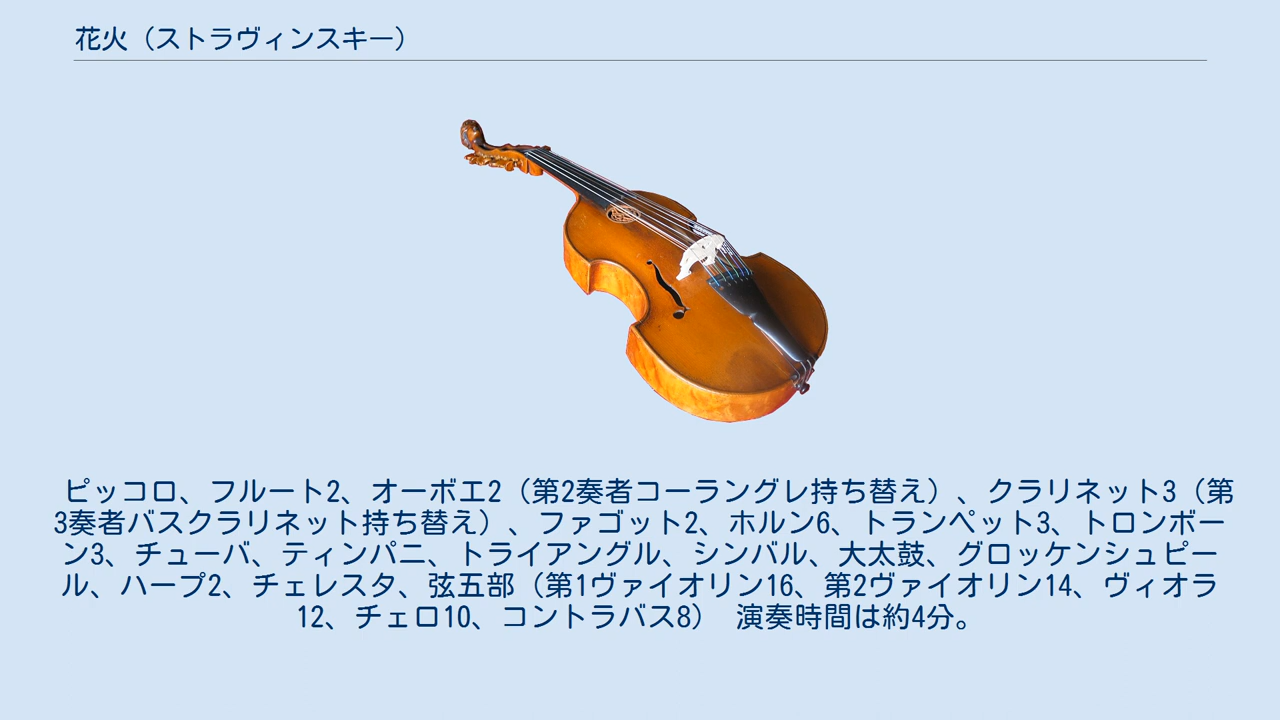 花火（ストラヴィンスキー）
ピッコロ、フルート2、オーボエ2（第2奏者コーラングレ持ち替え）、クラリネット3（第
3奏者バスクラリネット持ち替え）、ファゴット2、ホルン6、トランペット3、トロンボー
ン3、チューバ、ティンパニ、トライアングル、シンバル、大太鼓、グロッケンシュピー
ル、ハープ2、チェレスタ、弦五部（第1ヴァイオリン16、第2ヴァイオリン14、ヴィオラ
12、チェロ10、コントラバス8）　演奏時間は約4分。